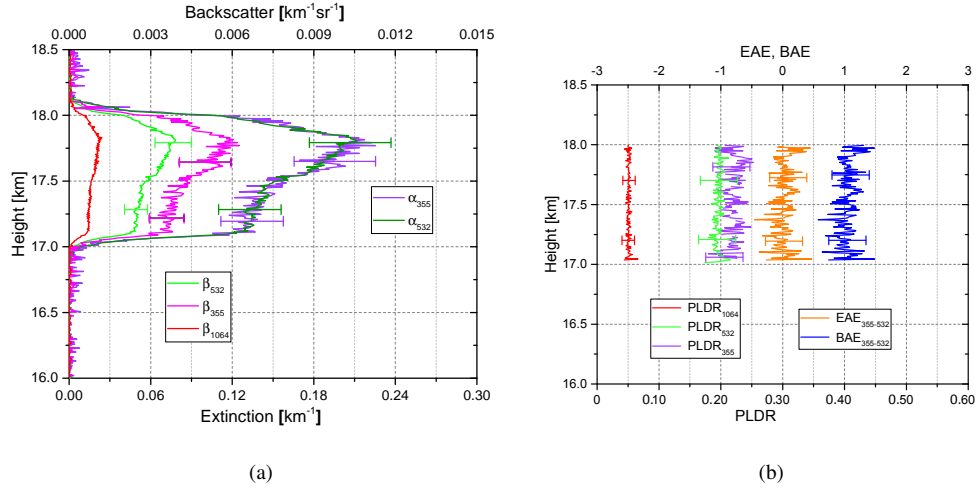 Backscatter [km⁻¹sr⁻¹]
0.000 0.003 0.006 0.009 0.012 0.015
18.5
18.0
17.5
17.0
16.5
16.0
Height [km]
α₃₅₅
α₅₃₂
β₅₃₂
β₃₅₅
β₁₀₆₄
0.00 0.06 0.12 0.18 0.24 0.30
Extinction [km⁻¹]
(a)
EAE, BAE
-3 -2 -1 0 1 2 3
18.5
18.0
17.5
17.0
16.5
16.0
Height [km]
PLDR₁₀₆₄
PLDR₅₃₂
PLDR₃₅₅
EAE₃₅₅₋₅₃₂
BAE₃₅₅₋₅₃₂
0 0.10 0.20 0.30 0.40 0.50 0.60
PLDR
(b)